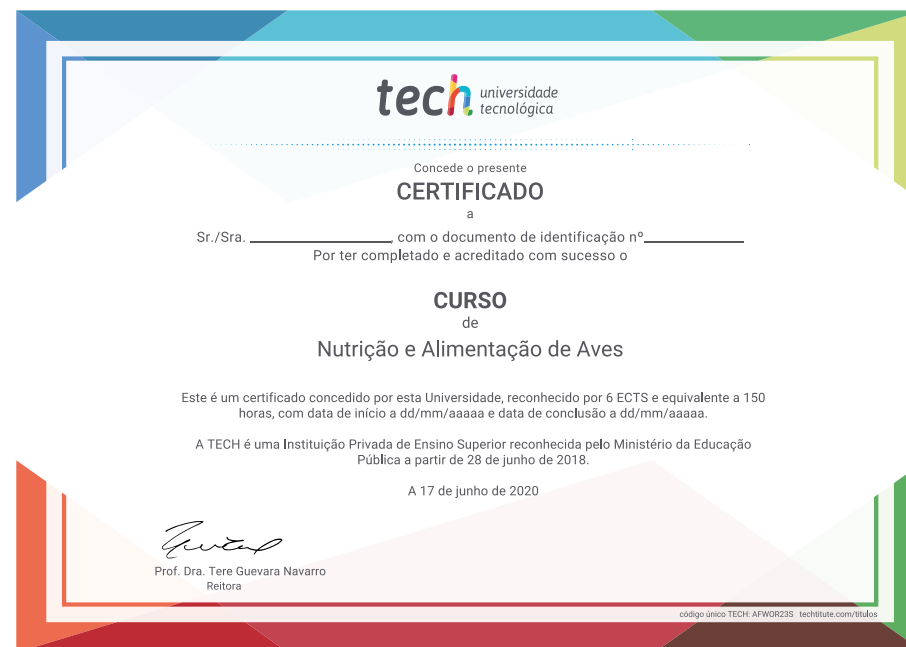 tech universidade
tecnológica
Concede o presente
CERTIFICADO
a
Sr./Sra. ________________, com o documento de identificação nº____________
Por ter completado e acreditado com sucesso o
CURSO
de
Nutrição e Alimentação de Aves
Este é um certificado concedido por esta Universidade, reconhecido por 6 ECTS e equivalente a 150
horas, com data de início a dd/mm/aaaaa e data de conclusão a dd/mm/aaaaa.
A TECH é uma Instituição Privada de Ensino Superior reconhecida pelo Ministério da Educação
Pública a partir de 28 de junho de 2018.
A 17 de junho de 2020
Prof. Dra. Tere Guevara Navarro
Reitora
código único TECH: AFWOR23S techtitute.com/titulos